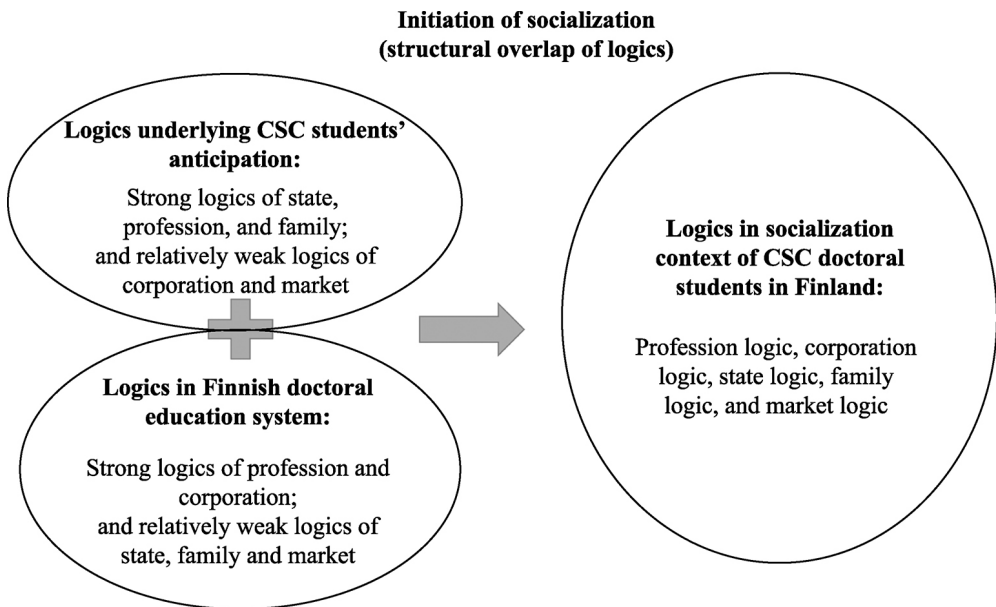 Initiation of socialization
(structural overlap of logics)
Logics underlying CSC students’
anticipation:
Strong logics of state,
profession, and family;
and relatively weak logics of
corporation and market
Logics in Finnish doctoral
education system:
Strong logics of profession and
corporation;
and relatively weak logics of
state, family and market
Logics in socialization
context of CSC doctoral
students in Finland:
Profession logic, corporation
logic, state logic, family
logic, and market logic